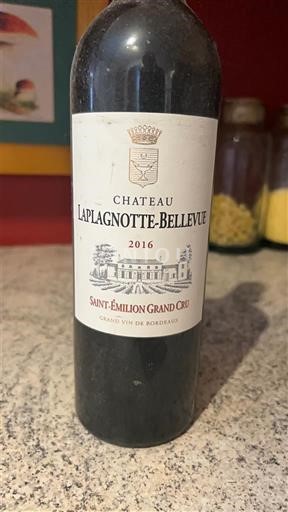 CHATEAU
LAPLAGNOTTE-BELLEVUE
2016
SAINT-ÉMILION GRAND CRU
GRAND VIN DE BORDEAUX